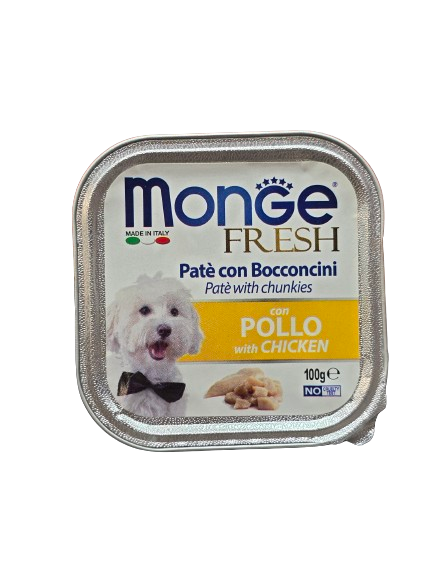 MONGE®
MADE IN ITALY
FRESH
Patè con Bocconcini
Patè with chunkies
con
POLLO
with CHICKEN
100g ℮
NO